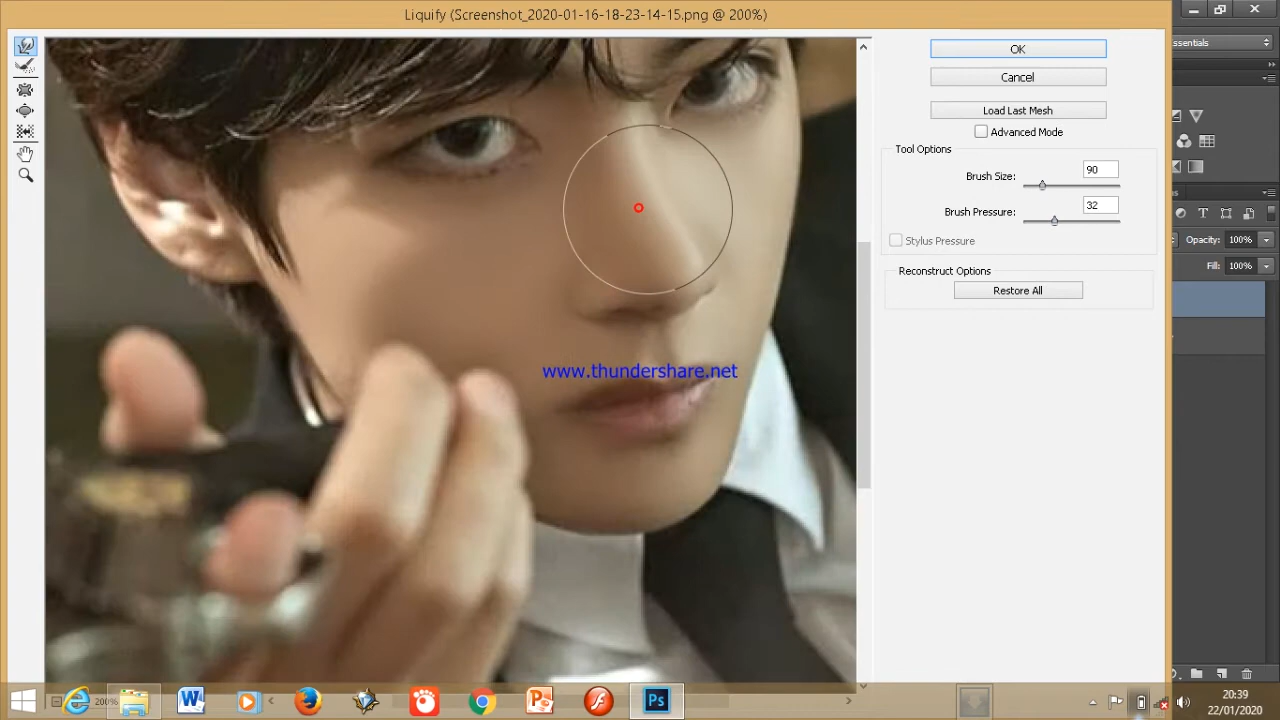 Liquify (Screenshot_2020-01-16-18-23-14-15.png @ 200%)
ssentials
OK
Cancel
Load Last Mesh
Advanced Mode
Tool Options
Brush Size: 90
Brush Pressure: 32
Stylus Pressure
Reconstruct Options
Restore All
Opacity: 100%
Fill: 100%
www.thundershare.net
200%
20:39
22/01/2020